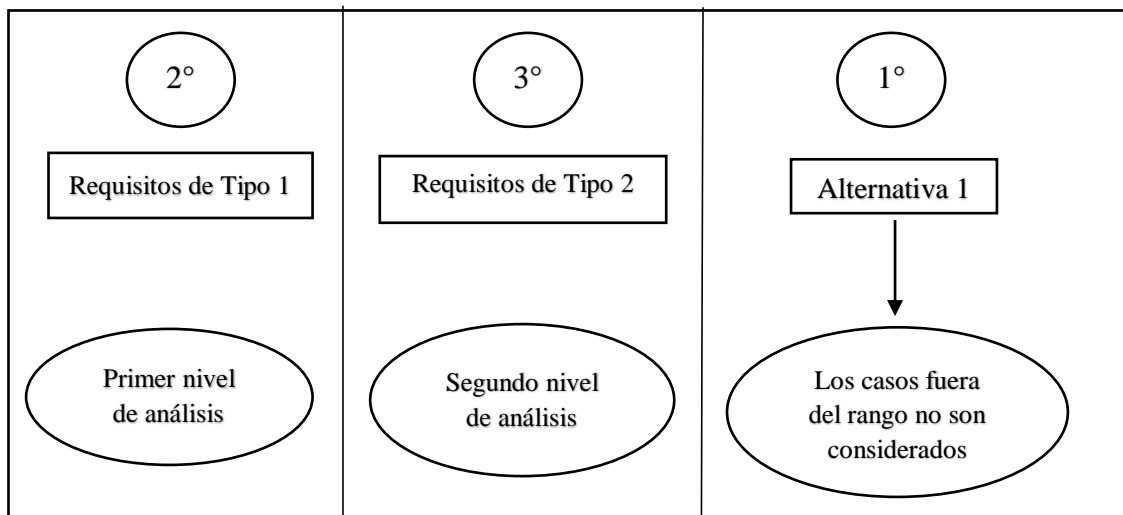 2°
Requisitos de Tipo 1
Primer nivel
de análisis
3°
Requisitos de Tipo 2
Segundo nivel
de análisis
1°
Alternativa 1
Los casos fuera
del rango no son
considerados